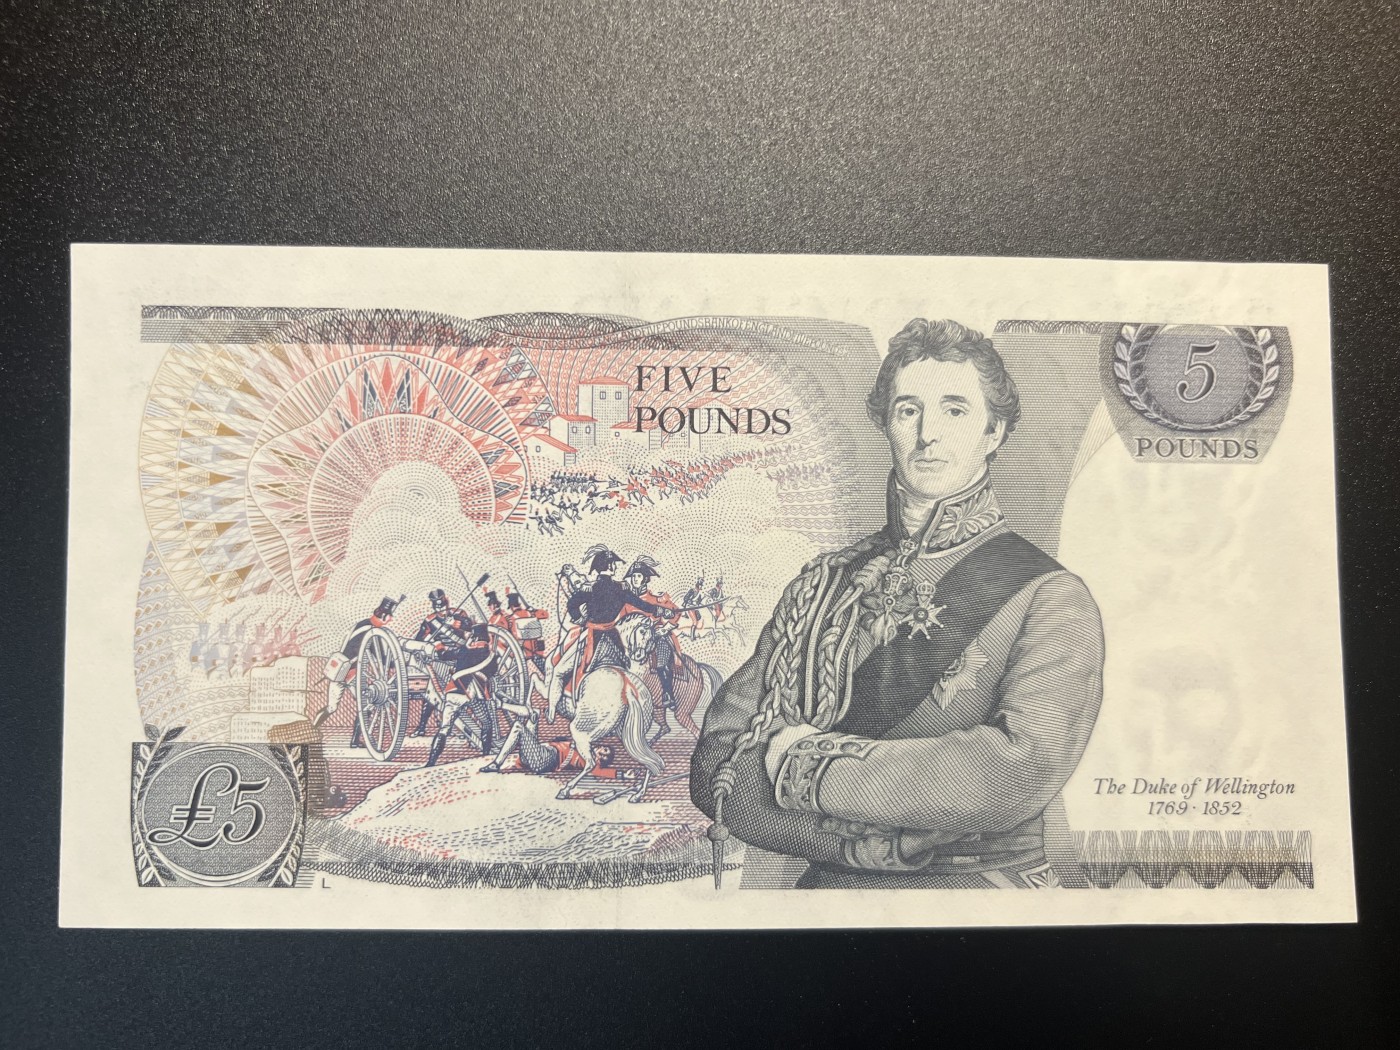 FIVE
POUNDS
5
POUNDS
The Duke of Wellington
1769 · 1852
£5
L